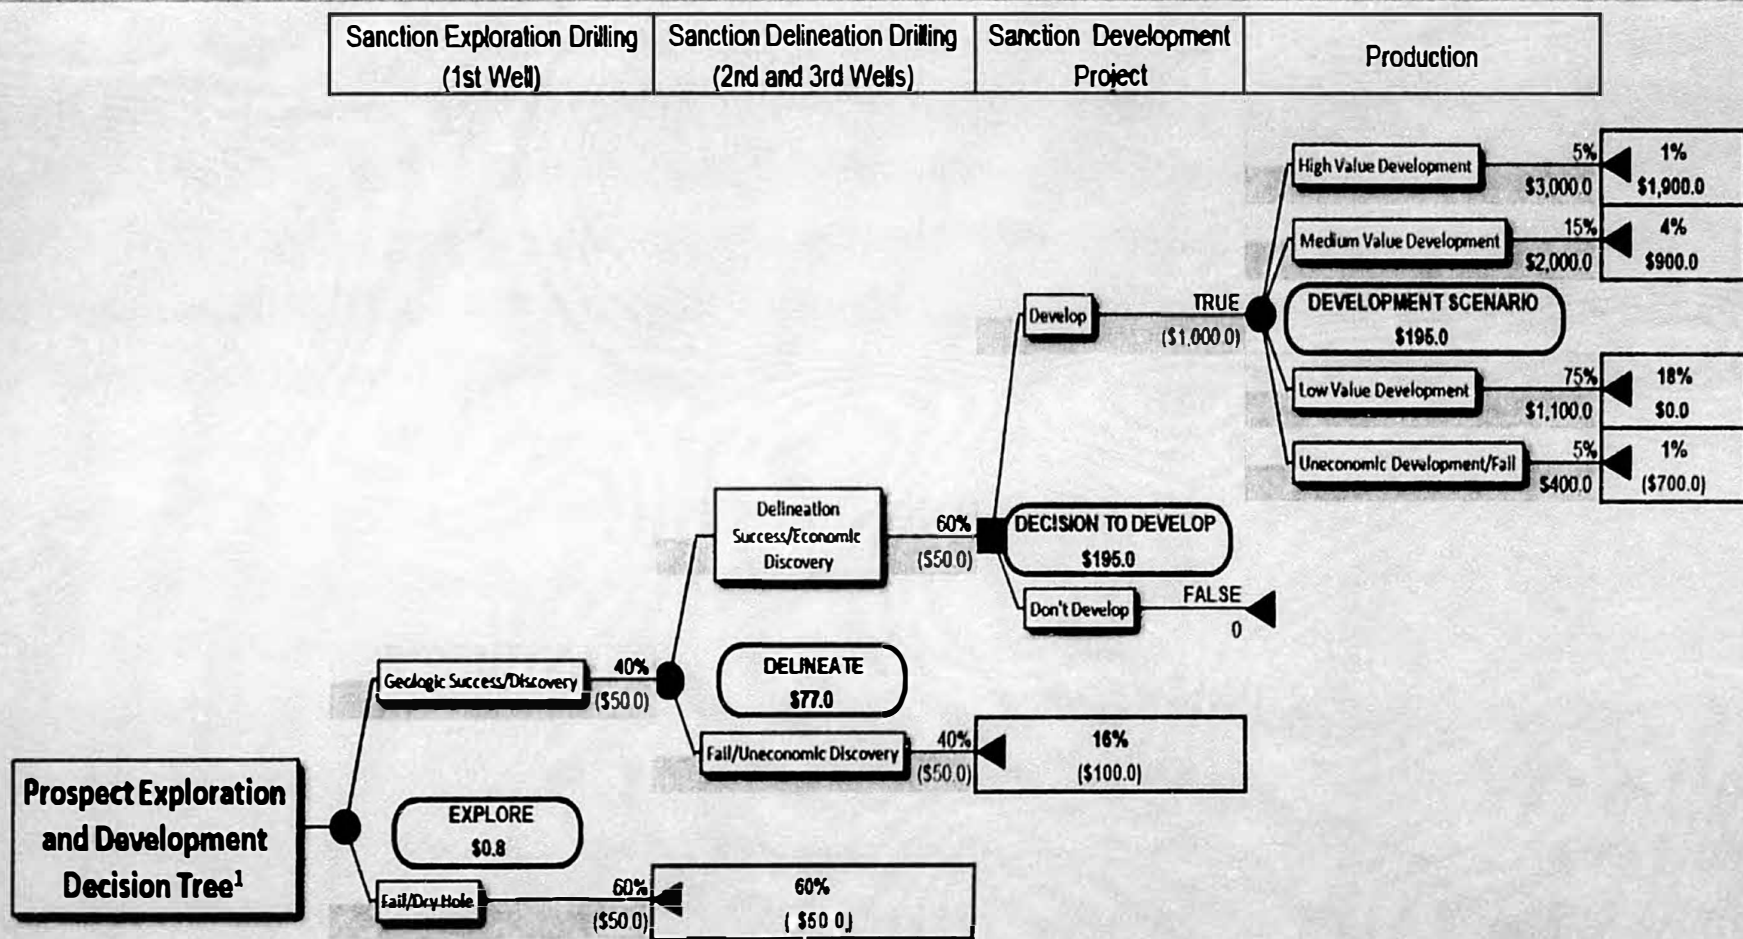 Sanction Exploration Drilling
(1st Well)
Sanction Delineation Drilling
(2nd and 3rd Wells)
Sanction Development
Project
Production
High Value Development
5%
$3,000.0
1%
$1,900.0
Medium Value Development
15%
$2,000.0
4%
$900.0
Develop
TRUE
($1,000.0)
DEVELOPMENT SCENARIO
$195.0
Low Value Development
75%
$1,100.0
18%
$0.0
Uneconomic Development/Fail
5%
$400.0
1%
($700.0)
Delineation
Success/Economic
Discovery
60%
($50.0)
DECISION TO DEVELOP
$195.0
Don't Develop
FALSE
0
Geologic Success/Discovery
40%
($50.0)
DELINEATE
$77.0
Fail/Uneconomic Discovery
40%
($50.0)
16%
($100.0)
Prospect Exploration
and Development
Decision Tree¹
EXPLORE
$0.8
Fail/Dry Hole
60%
($50.0)
60%
($50.0)